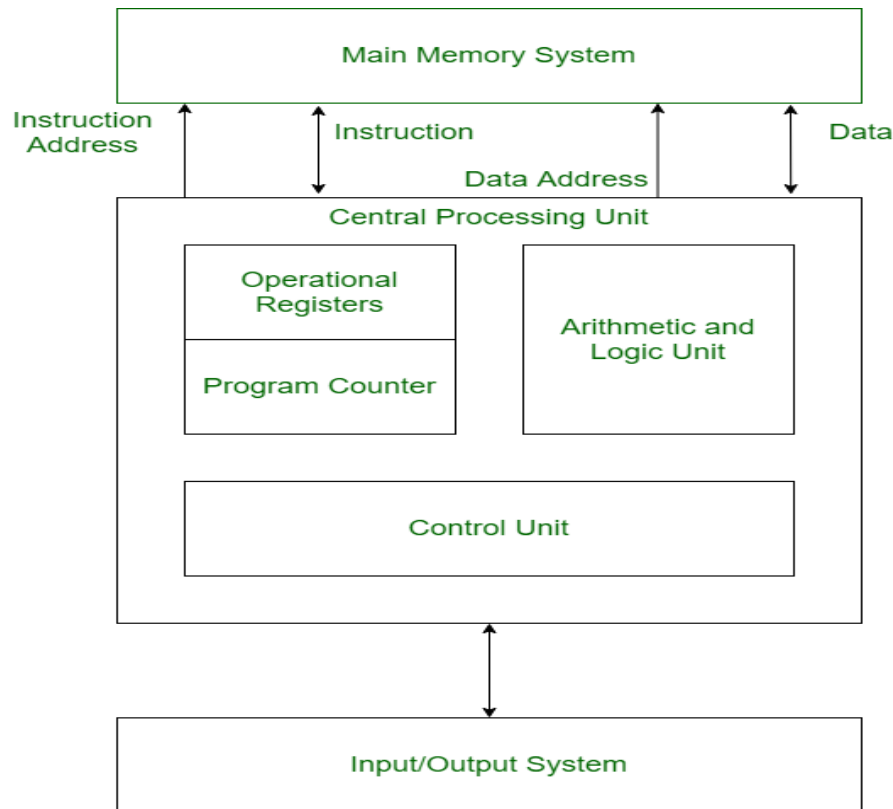 Main Memory System
Instruction
Address
Instruction
Data Address
Data
Central Processing Unit
Operational
Registers
Program Counter
Arithmetic and
Logic Unit
Control Unit
Input/Output System